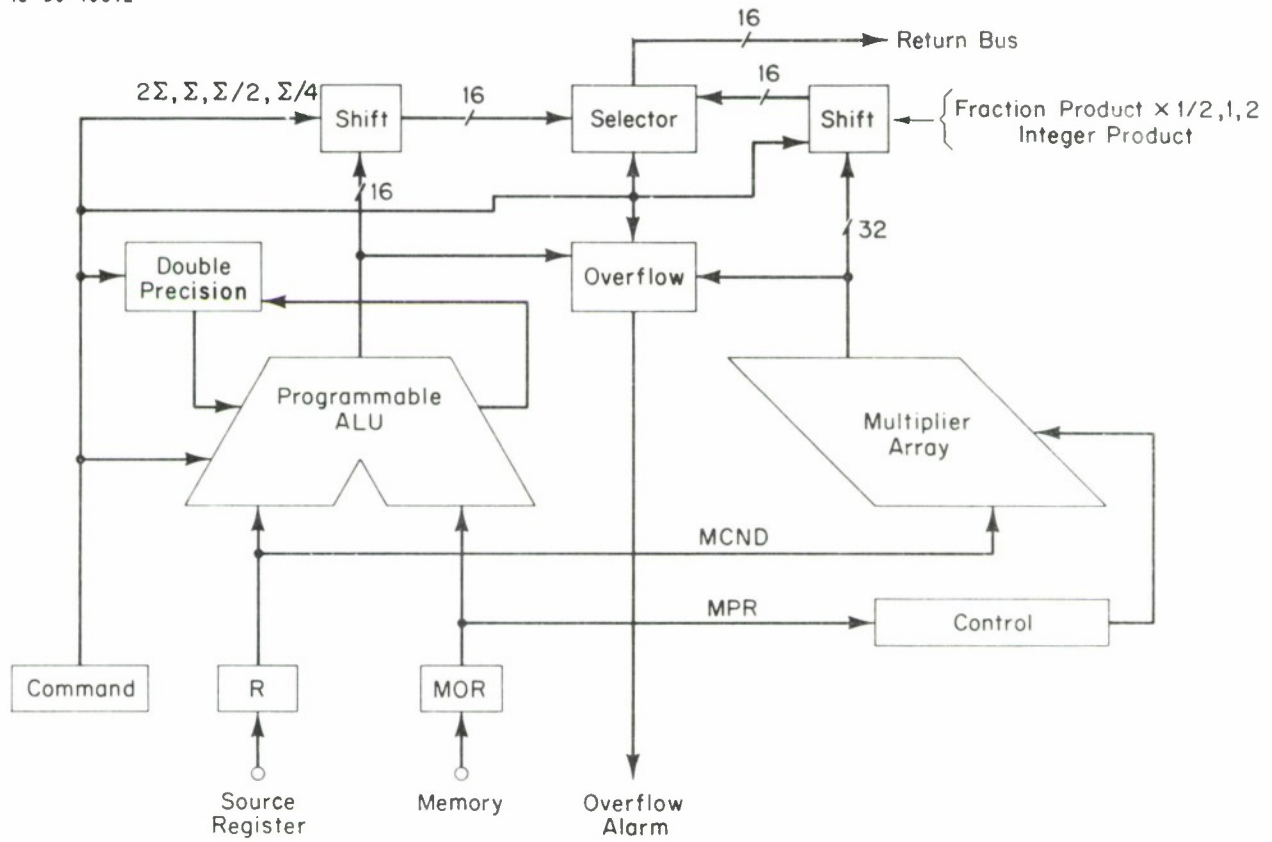 16
Return Bus
16
2Σ, Σ, Σ/2, Σ/4
Shift
16
Selector
Shift
Fraction Product × 1/2, 1, 2
Integer Product
16
32
Double
Precision
Overflow
Programmable
ALU
Multiplier
Array
MCND
MPR
Control
Command
R
MOR
Source
Register
Memory
Overflow
Alarm